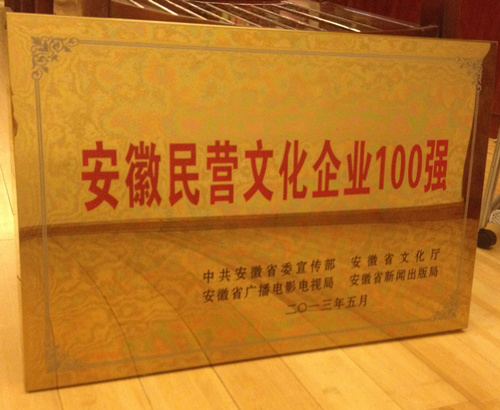 安徽民营文化企业100强
中共安徽省委宣传部 安徽省文化厅
安徽省广播电影电视局 安徽省新闻出版局
二〇一三年五月